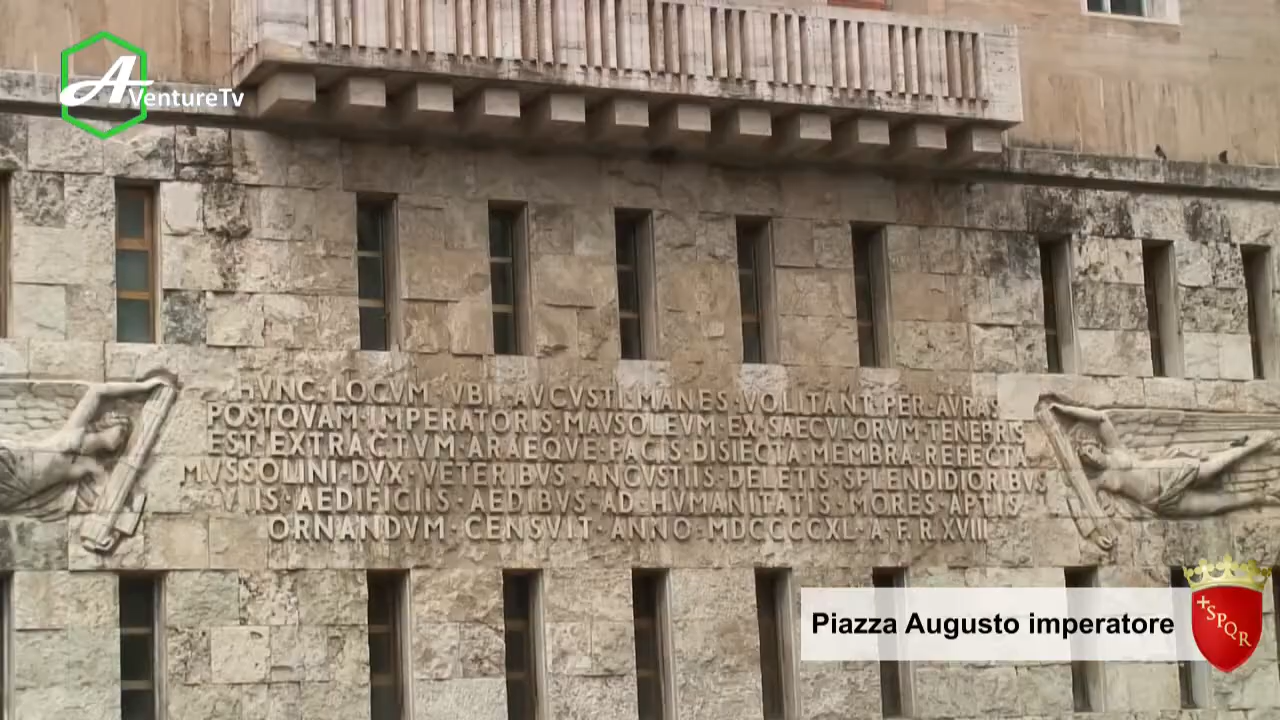 AVentureTv
HVNC·LOCVM·VBI·AVGVSTI·MANES·VOLITANT·PER·AVRAS
POSTQVAM·IMPERATORIS·MAVSOLEVM·EX·SAECVLORVM·TENEBRIS
EST·EXTRACTVM·ARAEQVE·PACIS·DISIECTA·MEMBRA·REFECTA
MVSSOLINI·DVX·VETERIBVS·ANGVSTIIS·DELETIS·SPLENDIDIORIBVS
VIIS·AEDIFICIIS·AEDIBVS·AD·HVMANITATIS·MORES·APTIS
ORNANDVM·CENSVIT·ANNO·MDCCCCXL·A·F·R·XVIII
Piazza Augusto imperatore
SPQR